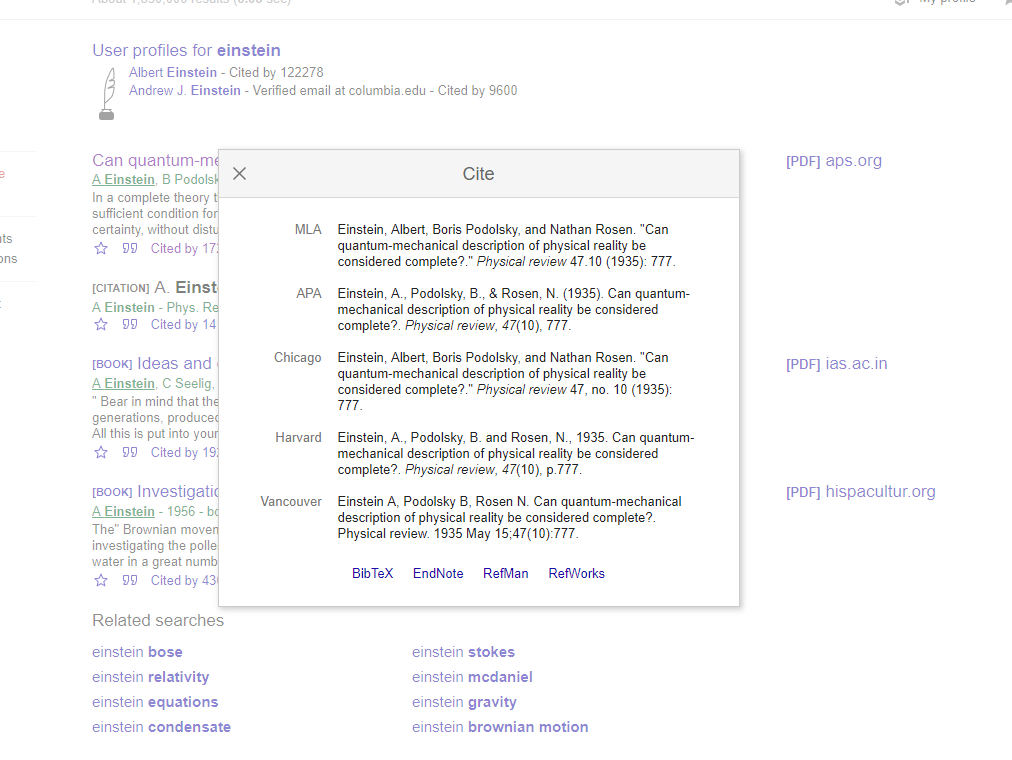 About 1,890,000 results (0.06 sec)
My profile
User profiles for einstein
Albert Einstein - Cited by 122278
Andrew J. Einstein - Verified email at columbia.edu - Cited by 9600
Can quantum-me
[PDF] aps.org
A Einstein, B Podolsk
In a complete theory t
sufficient condition for
certainty, without distu
Cited by 172
[CITATION] A. Einst
A Einstein - Phys. Re
Cited by 14
[BOOK] Ideas and
[PDF] ias.ac.in
A Einstein, C Seelig,
" Bear in mind that the
generations, produced
All this is put into your
Cited by 192
[BOOK] Investigatio
[PDF] hispacultur.org
A Einstein - 1956 - bo
The" Brownian movem
investigating the polle
water in a great numb
Cited by 430
Cite
MLA
Einstein, Albert, Boris Podolsky, and Nathan Rosen. "Can
quantum-mechanical description of physical reality be
considered complete?." Physical review 47.10 (1935): 777.
APA
Einstein, A., Podolsky, B., & Rosen, N. (1935). Can quantum-
mechanical description of physical reality be considered
complete?. Physical review, 47(10), 777.
Chicago
Einstein, Albert, Boris Podolsky, and Nathan Rosen. "Can
quantum-mechanical description of physical reality be
considered complete?." Physical review 47, no. 10 (1935):
777.
Harvard
Einstein, A., Podolsky, B. and Rosen, N., 1935. Can quantum-
mechanical description of physical reality be considered
complete?. Physical review, 47(10), p.777.
Vancouver
Einstein A, Podolsky B, Rosen N. Can quantum-mechanical
description of physical reality be considered complete?.
Physical review. 1935 May 15;47(10):777.
BibTeX EndNote RefMan RefWorks
Related searches
einstein bose
einstein stokes
einstein relativity
einstein mcdaniel
einstein equations
einstein gravity
einstein condensate
einstein brownian motion